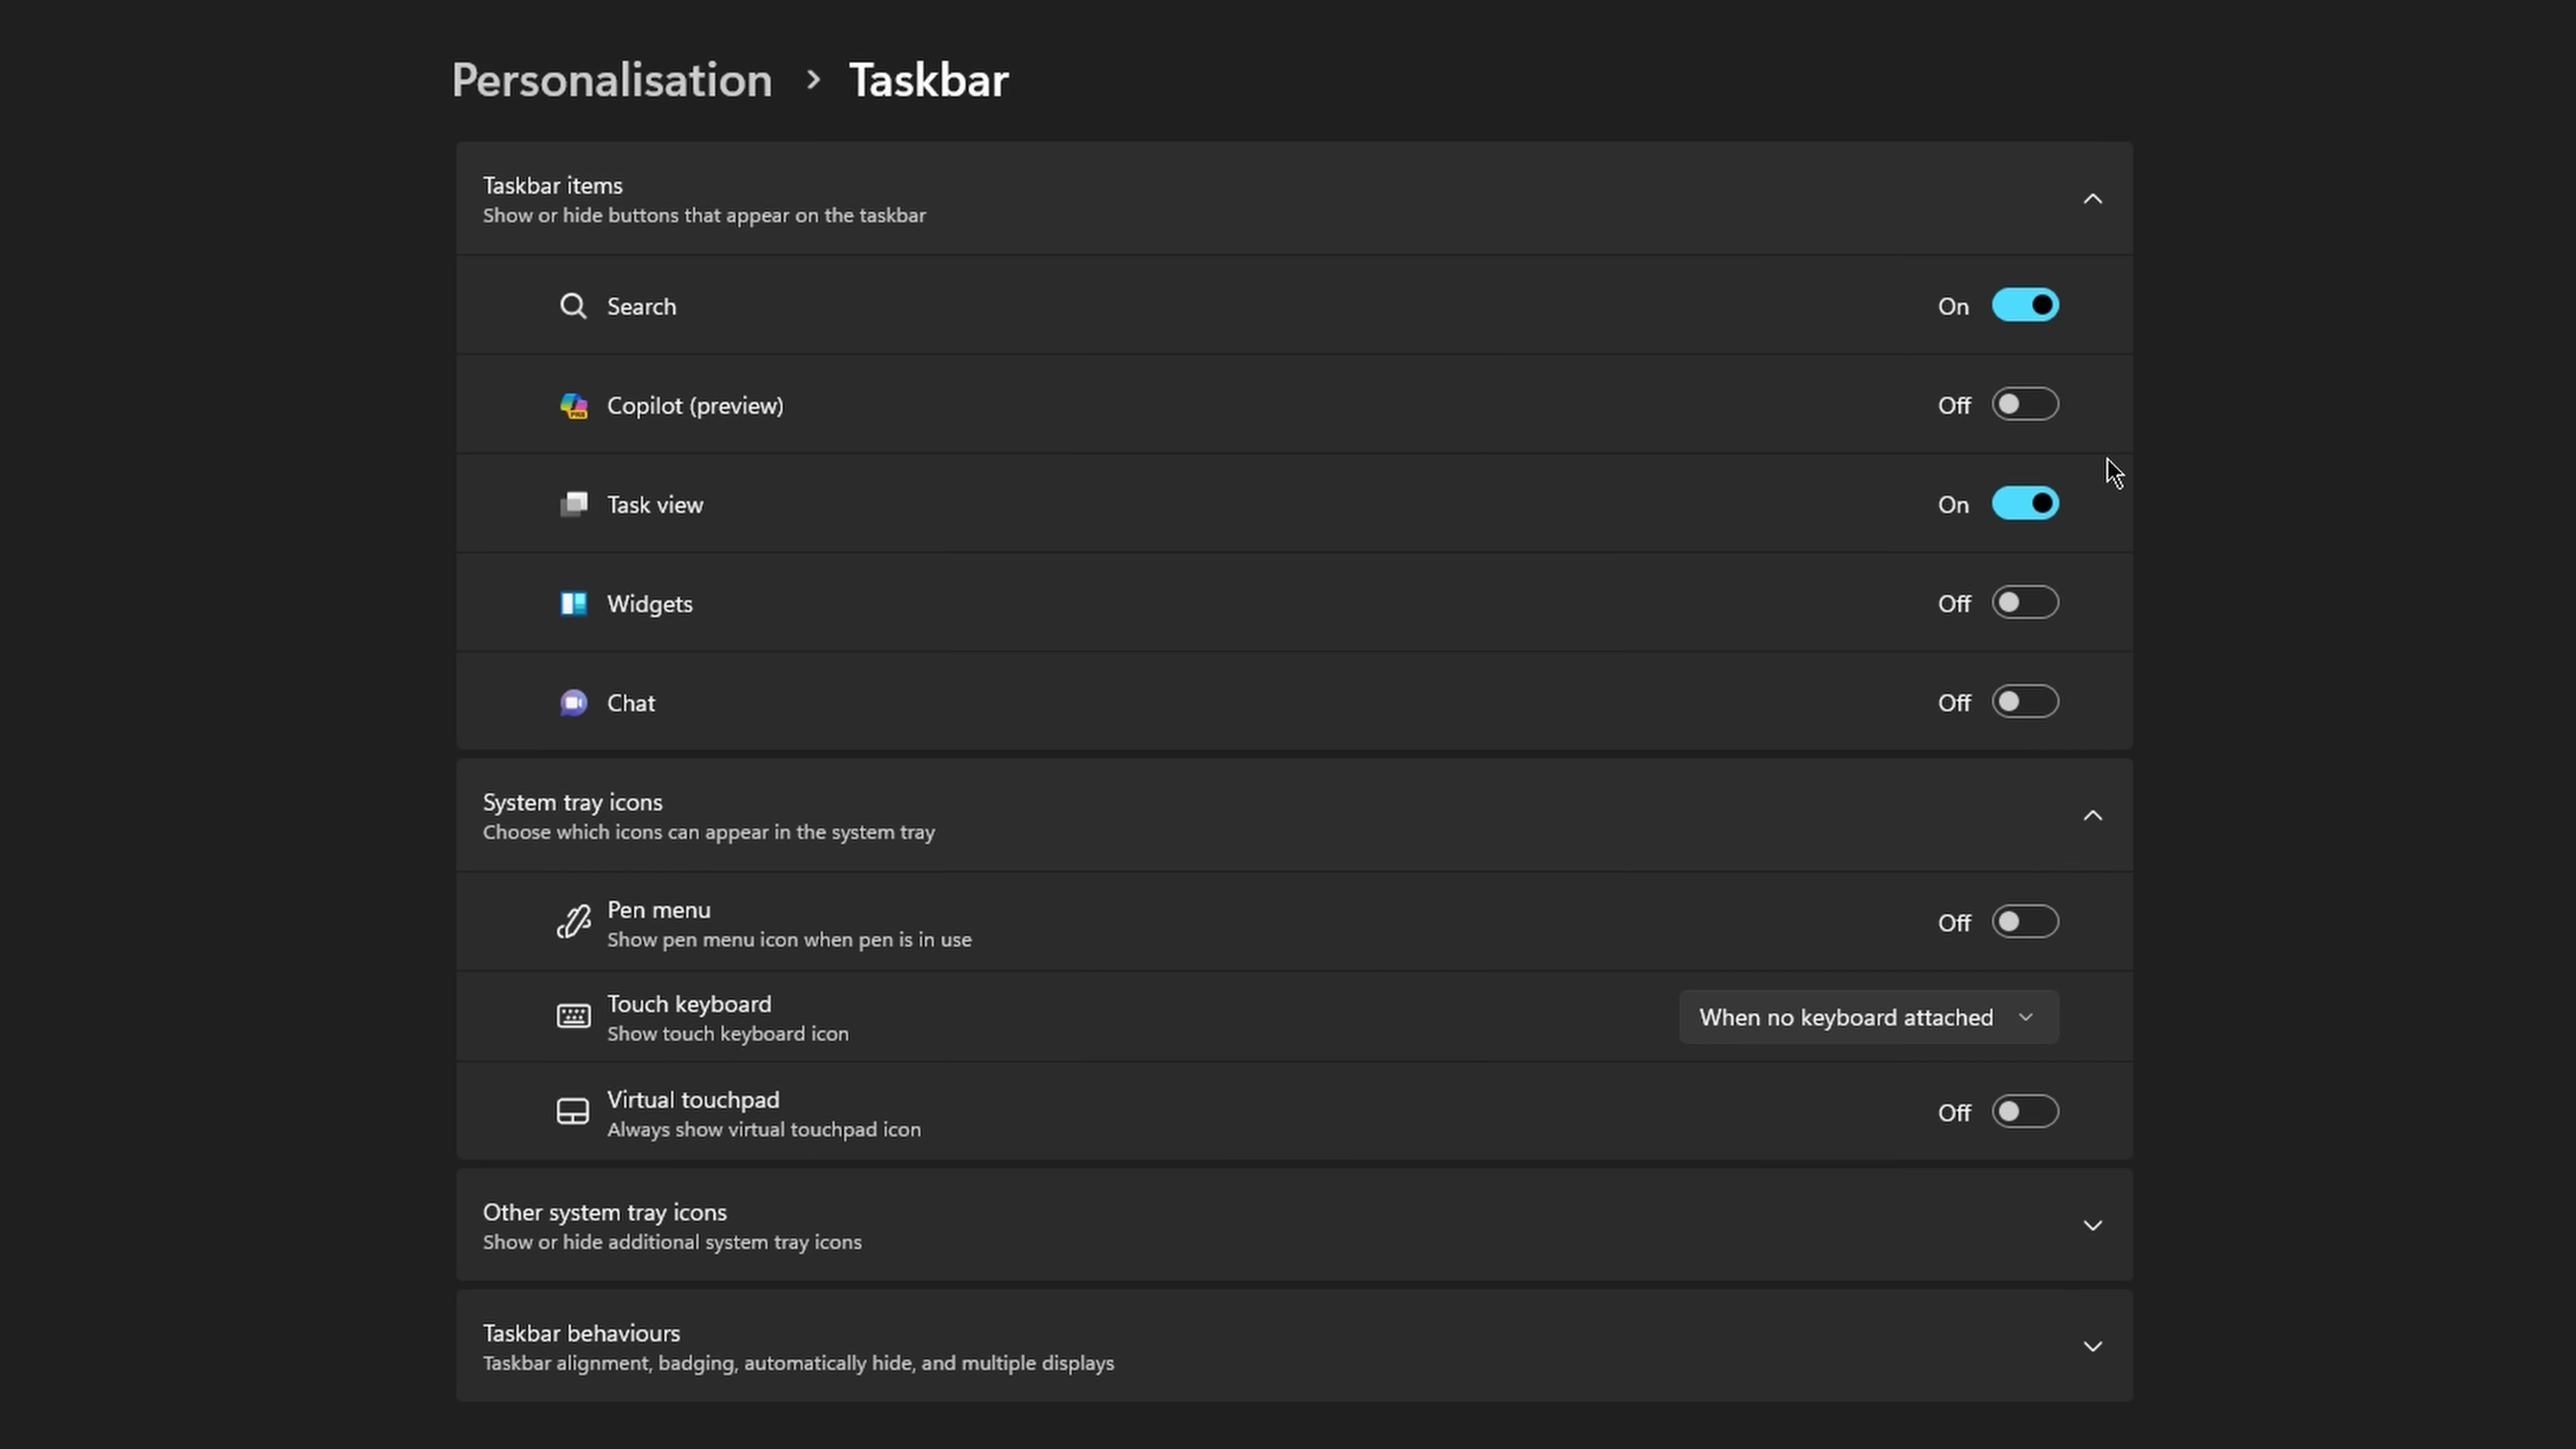 Personalisation > Taskbar
Taskbar items
Show or hide buttons that appear on the taskbar
Search On
Copilot (preview) Off
Task view On
Widgets Off
Chat Off
System tray icons
Choose which icons can appear in the system tray
Pen menu
Show pen menu icon when pen is in use
Off
Touch keyboard
Show touch keyboard icon
When no keyboard attached
Virtual touchpad
Always show virtual touchpad icon
Off
Other system tray icons
Show or hide additional system tray icons
Taskbar behaviours
Taskbar alignment, badging, automatically hide, and multiple displays